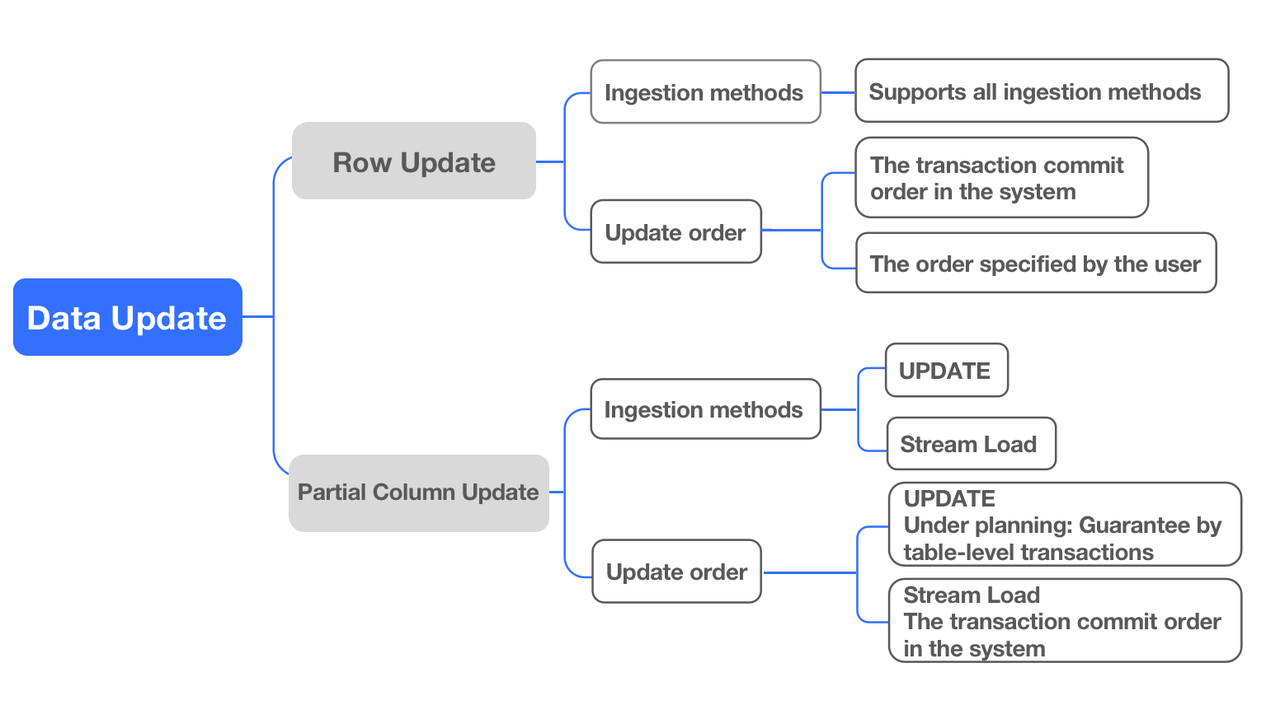 Data Update
Row Update
Ingestion methods
Supports all ingestion methods
Update order
The transaction commit
order in the system
The order specified by the user
Partial Column Update
Ingestion methods
UPDATE
Stream Load
Update order
UPDATE
Under planning: Guarantee by
table-level transactions
Stream Load
The transaction commit order
in the system